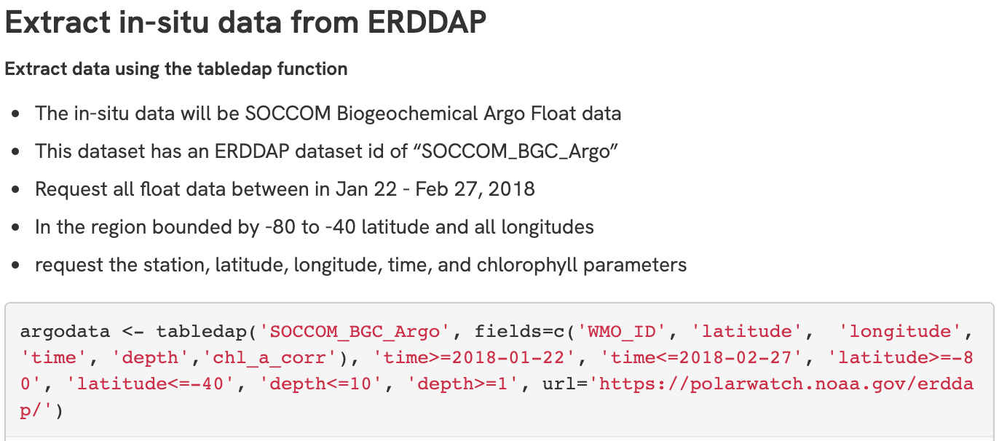 Extract in-situ data from ERDDAP
Extract data using the tabledap function
• The in-situ data will be SOCCOM Biogeochemical Argo Float data
• This dataset has an ERDDAP dataset id of “SOCCOM_BGC_Argo”
• Request all float data between in Jan 22 - Feb 27, 2018
• In the region bounded by -80 to -40 latitude and all longitudes
• request the station, latitude, longitude, time, and chlorophyll parameters
argodata <- tabledap('SOCCOM_BGC_Argo', fields=c('WMO_ID', 'latitude',  'longitude',
'time', 'depth','chl_a_corr'), 'time>=2018-01-22', 'time<=2018-02-27', 'latitude>=-8
0', 'latitude<=-40', 'depth<=10', 'depth>=1', url='https://polarwatch.noaa.gov/erdda
p/')